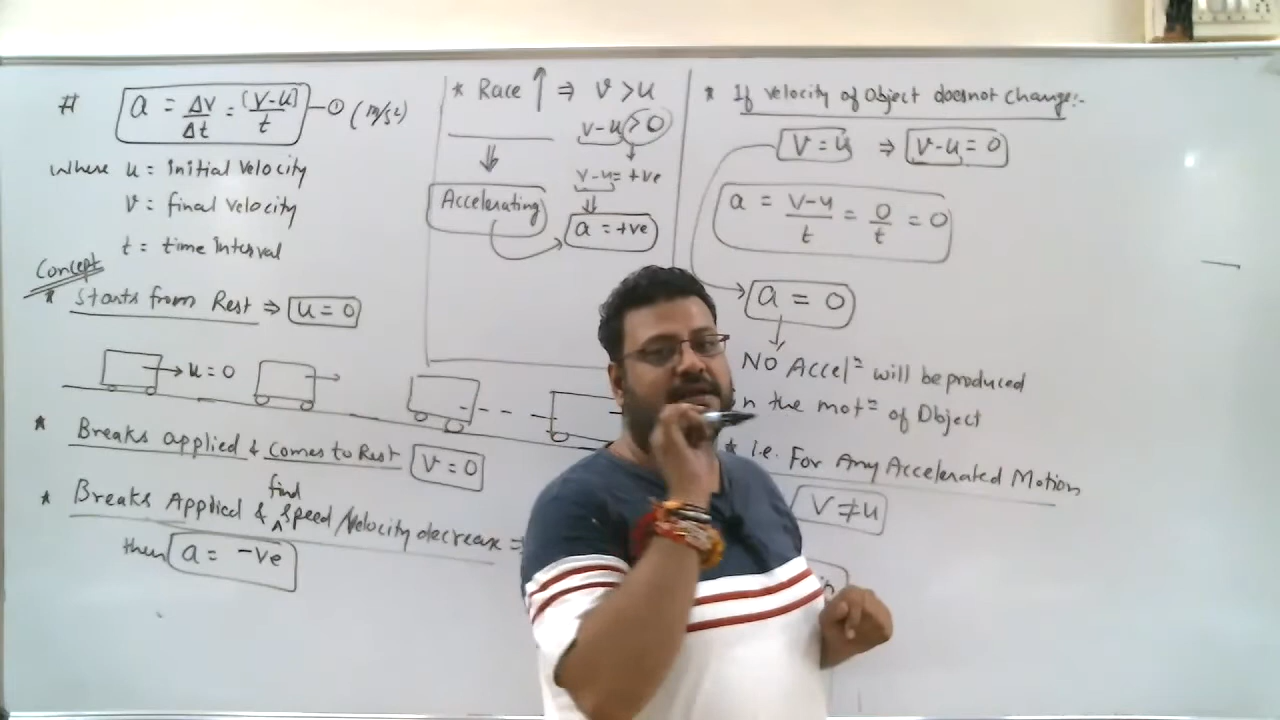 # a = Δv/Δt = (v-u)/t — ① (m/s²)
where u = initial velocity
v = final velocity
t = time interval
Concept
* Starts from Rest ⇒ u = 0
→ u = 0
* Breaks applied & comes to Rest v = 0
* Breaks Applied & final speed/velocity decrease =
then a = -ve
* Race ↑ ⇒ v > u
v-u > 0
v-u = +ve
Accelerating
a = +ve
* If velocity of Object doesnot change:-
v = u ⇒ v-u = 0
a = v-u/t = 0/t = 0
a = 0
NO Accelⁿ will be produced
in the motⁿ of Object
* i.e. For Any Accelerated Motion
v ≠ u